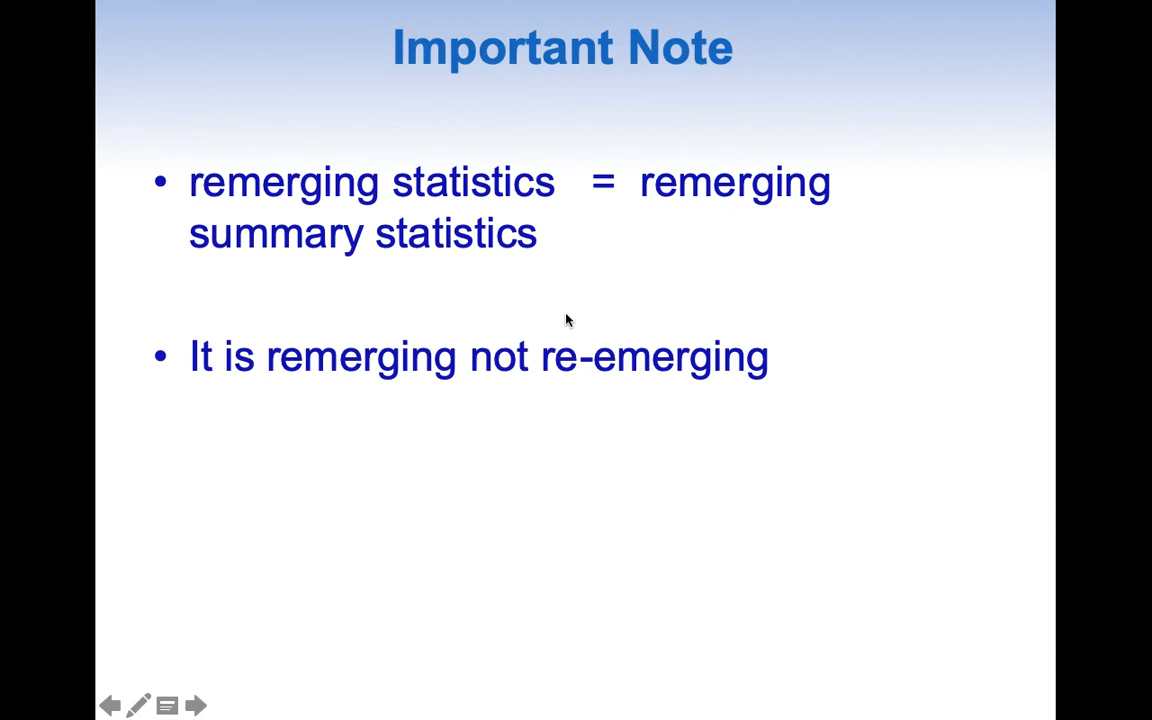 Important Note
• remerging statistics = remerging
summary statistics
• It is remerging not re-emerging